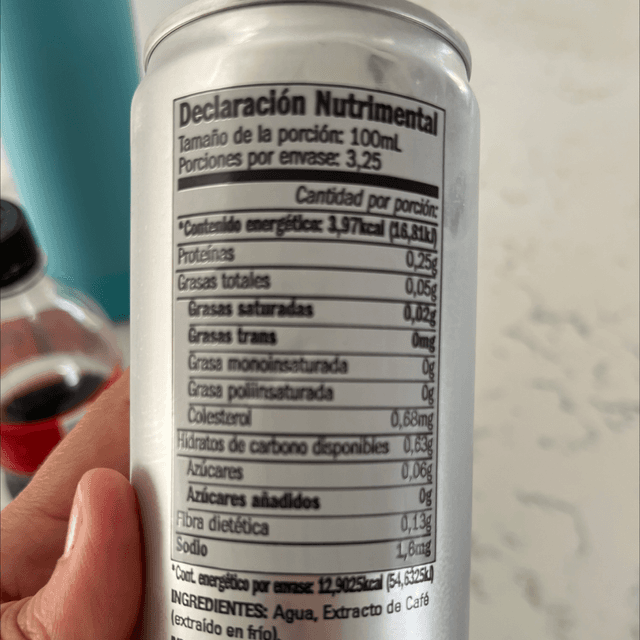 Declaración Nutrimental
Tamaño de la porción: 100mL
Porciones por envase: 3,25
Cantidad por porción:
*Contenido energético: 3,97kcal (16,81kJ)
Proteínas 0,25g
Grasas totales 0,05g
Grasas saturadas 0,02g
Grasas trans 0mg
Grasa monoinsaturada 0g
Grasa poliinsaturada 0g
Colesterol 0,68mg
Hidratos de carbono disponibles 0,63g
Azúcares 0,06g
Azúcares añadidos 0g
Fibra dietética 0,13g
Sodio 1,6mg
*Cont. energético por envase: 12,9025kcal (54,6325kJ)
INGREDIENTES: Agua, Extracto de Café
(extraído en frío).